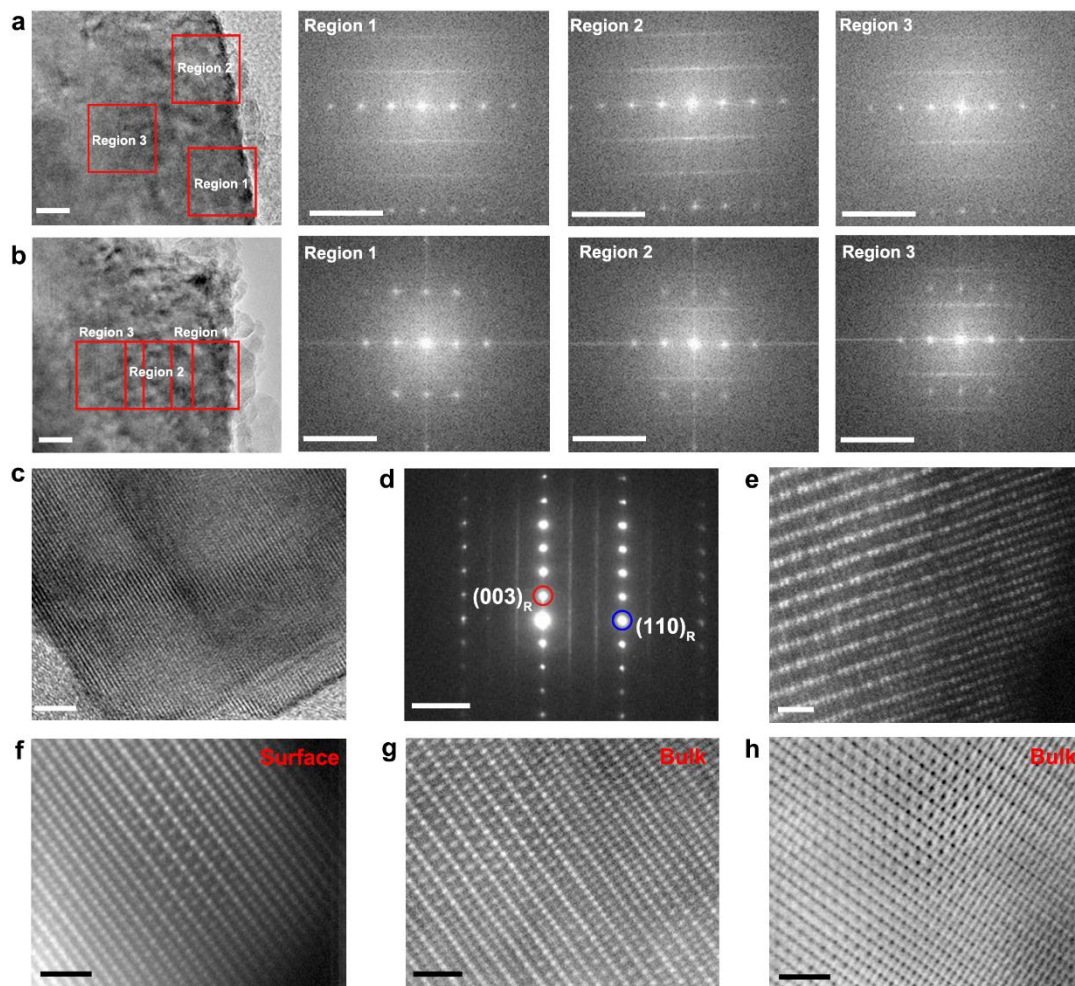 a
Region 2
Region 3
Region 1
Region 1
Region 2
Region 3
b
Region 3
Region 1
Region 2
Region 1
Region 2
Region 3
c
d
(003)R
(110)R
e
f
Surface
g
Bulk
h
Bulk